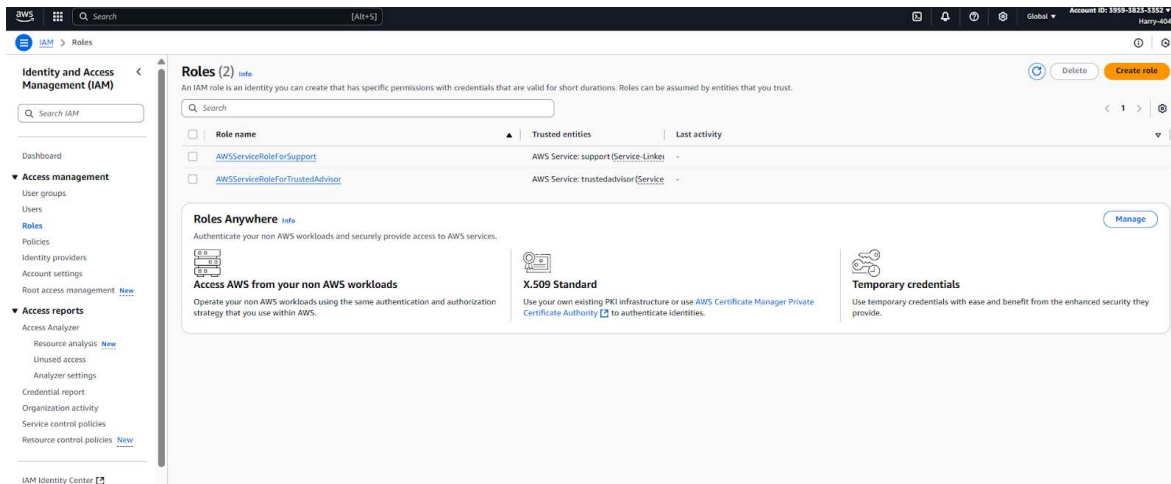 aws
Search [Alt+S]
Global
Account ID: 3959-3823-3352
Harry-404
IAM > Roles
Identity and Access Management (IAM)
Search IAM
Dashboard
Access management
User groups
Users
Roles
Policies
Identity providers
Account settings
Root access management New
Access reports
Access Analyzer
Resource analysis New
Unused access
Analyzer settings
Credential report
Organization activity
Service control policies
Resource control policies New
IAM Identity Center
Roles (2) Info
Delete
Create role
An IAM role is an identity you can create that has specific permissions with credentials that are valid for short durations. Roles can be assumed by entities that you trust.
Search
1
Role name Trusted entities Last activity
AWSServiceRoleForSupport AWS Service: support (Service-Linked -
AWSServiceRoleForTrustedAdvisor AWS Service: trustedadvisor (Service -
Roles Anywhere Info
Manage
Authenticate your non AWS workloads and securely provide access to AWS services.
Access AWS from your non AWS workloads
Operate your non AWS workloads using the same authentication and authorization
strategy that you use within AWS.
X.509 Standard
Use your own existing PKI infrastructure or use AWS Certificate Manager Private
Certificate Authority to authenticate identities.
Temporary credentials
Use temporary credentials with ease and benefit from the enhanced security they
provide.